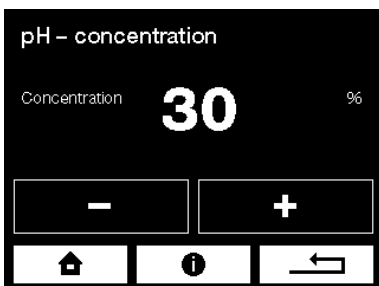 pH – concentration
Concentration 30 %
– +